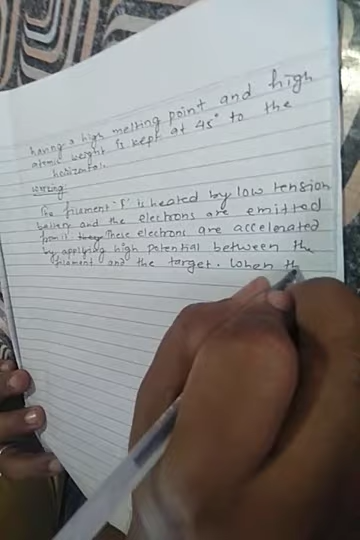 having a high melting point and high
atomic weight is kept at 45° to the
horizontal.
working:
The filament 'F' is heated by low tension
battery and the electrons are emitted
from it. These electrons are accelerated
by applying high potential between the
filament and the target. When th